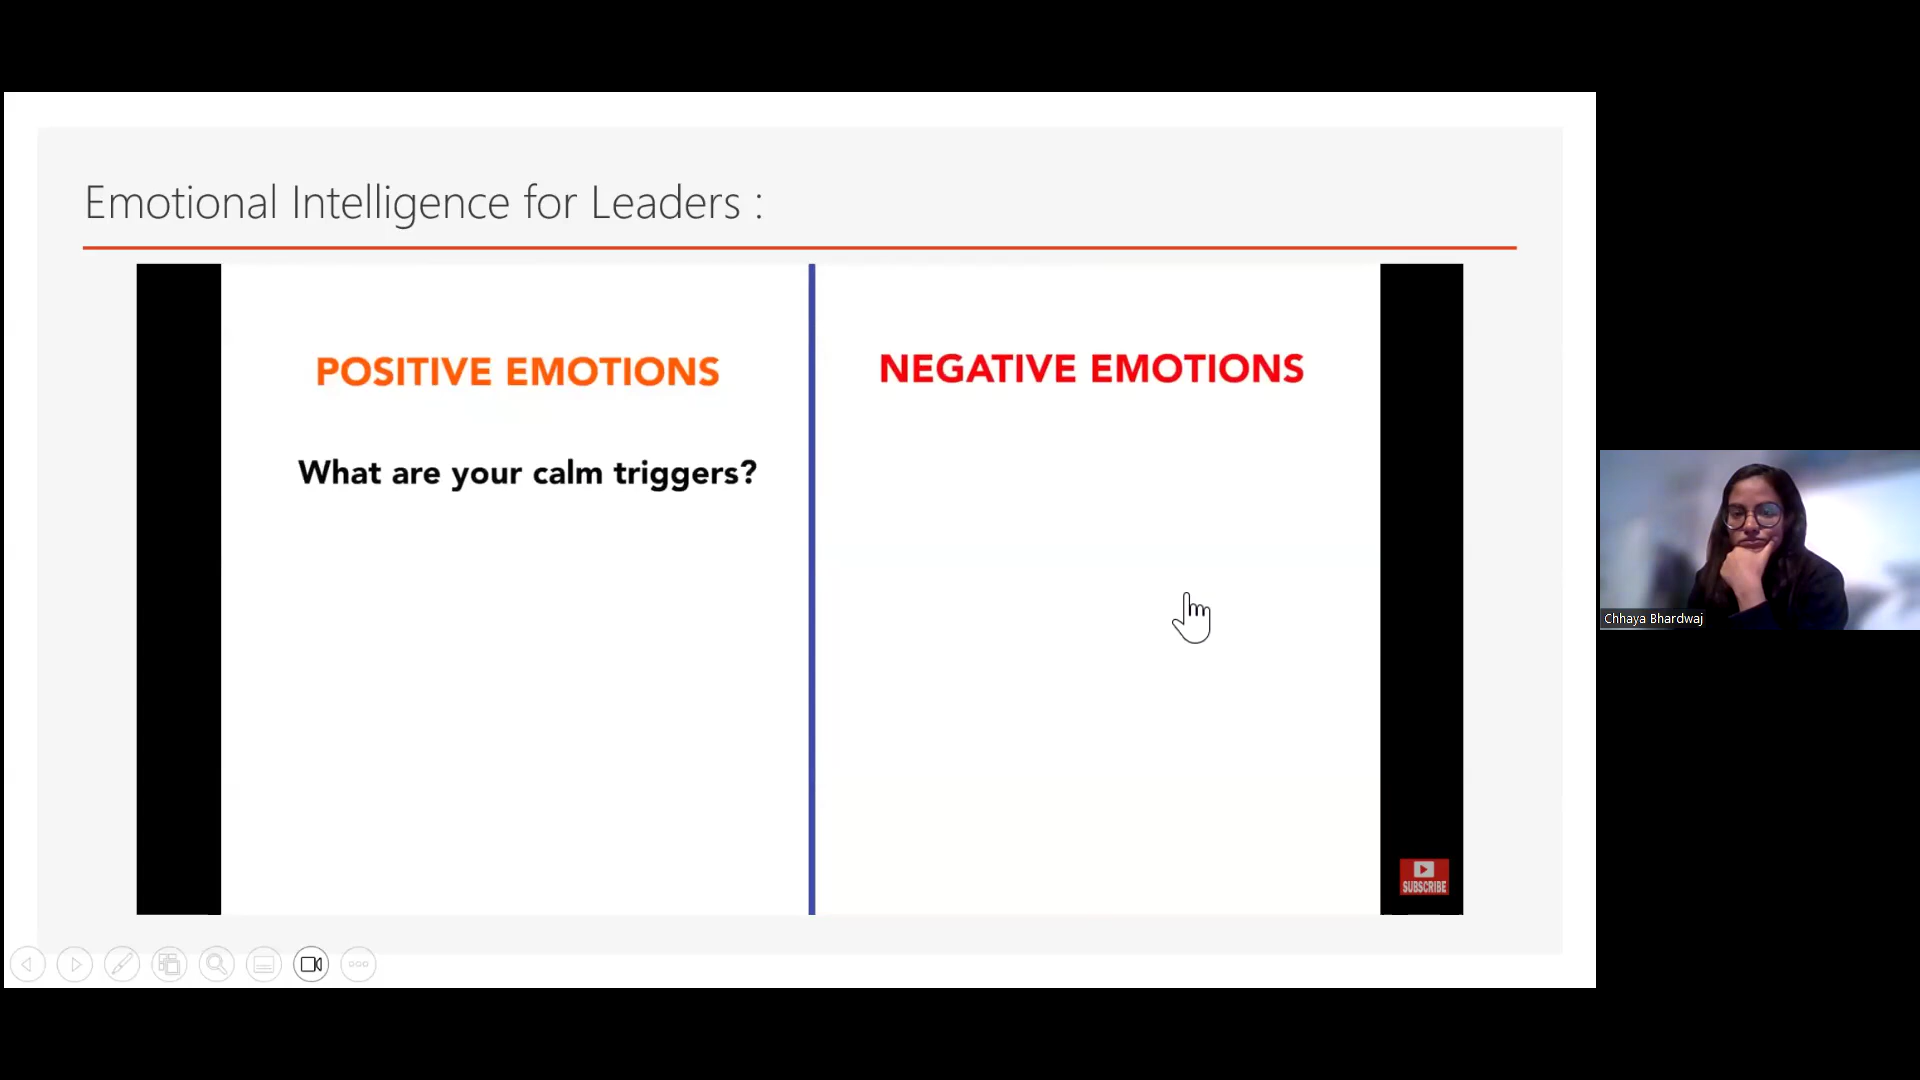 Emotional Intelligence for Leaders :
POSITIVE EMOTIONS
What are your calm triggers?
NEGATIVE EMOTIONS
SUBSCRIBE
Chhaya Bhardwaj